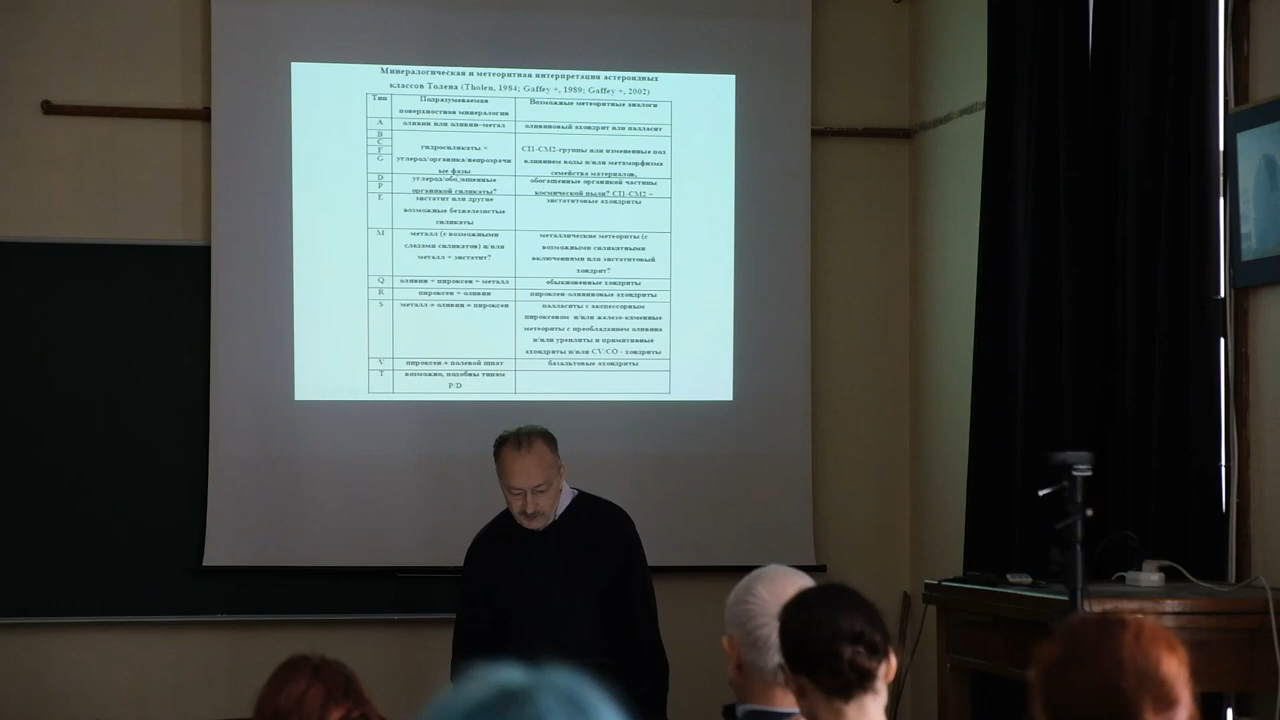 Минералогическая и метеоритная интерпретация астероидных
классов Толена (Tholen, 1984; Gaffey +, 1989; Gaffey +, 2002)
Тип Подразумеваемая Возможные метеоритные аналоги
поверхностная минералогия
A оливин или оливин-метал оливиновый ахондрит или палласит
B
C
F гидросиликаты + CI1-CM2-группы или измененные под
G углерод/органика/непрозрачн влиянием воды и/или метаморфизма
ые фазы семейства материалов,
D углерод/обогащенные обогащенные органикой частицы
P органикой силикаты? космической пыли? CI1-CM2 –
E энстатит или другие энстатитовые ахондриты
возможные безжелезистые
силикаты
M металл (с возможными металлические метеориты (с
следами силикатов) и/или возможными силикатными
металл + энстатит? включениями или энстатитовый
хондрит?
Q оливин + пироксен + металл обыкновенные хондриты
R пироксен + оливин пироксен-оливиновые ахондриты
S металл + оливин + пироксен палласиты с акцессорным
пироксеном и/или железо-каменные
метеориты с преобладанием оливина
и/или уреилиты и примитивные
ахондриты и/или CV/CO - хондриты
V пироксен + полевой шпат базальтовые ахондриты
T возможно, подобны типам
P/D